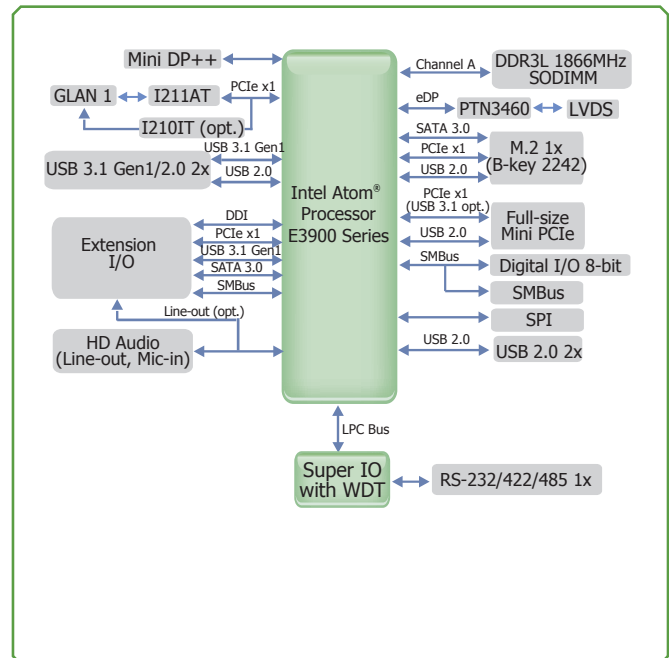 Mini DP++
GLAN 1
I211AT
PCIe x1
I210IT (opt.)
USB 3.1 Gen1/2.0 2x
USB 3.1 Gen1
USB 2.0
Extension
I/O
DDI
PCIe x1
USB 3.1 Gen1
SATA 3.0
SMBus
Line-out (opt.)
HD Audio
(Line-out, Mic-in)
Intel Atom®
Processor
E3900 Series
Channel A
DDR3L 1866MHz
SODIMM
eDP
PTN3460
LVDS
SATA 3.0
PCIe x1
USB 2.0
M.2 1x
(B-key 2242)
PCIe x1
(USB 3.1 opt.)
USB 2.0
Full-size
Mini PCIe
SMBus
Digital I/O 8-bit
SMBus
SPI
USB 2.0
USB 2.0 2x
LPC Bus
Super IO
with WDT
RS-232/422/485 1x